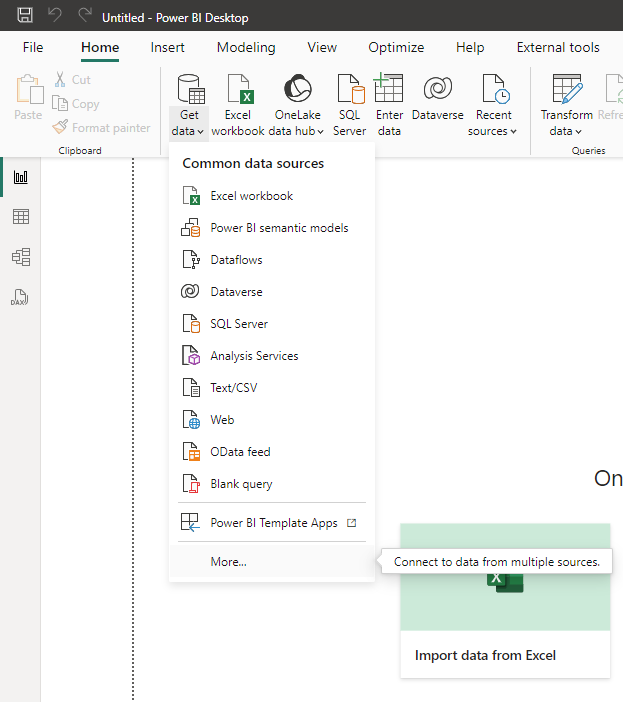 Untitled - Power BI Desktop
File Home Insert Modeling View Optimize Help External tools
Paste
Cut
Copy
Format painter
Clipboard
Get data
Excel workbook
OneLake data hub
SQL Server
Enter data
Dataverse
Recent sources
Transform data
Refre
Queries
Common data sources
Excel workbook
Power BI semantic models
Dataflows
Dataverse
SQL Server
Analysis Services
Text/CSV
Web
OData feed
Blank query
Power BI Template Apps
More...
Connect to data from multiple sources.
DAX
On
X
Import data from Excel